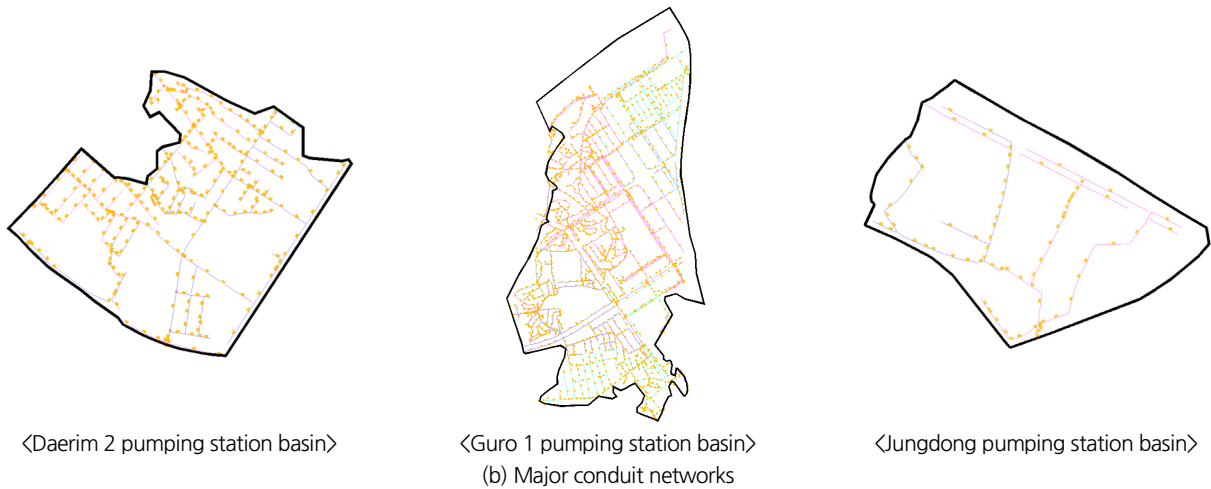 <Daerim 2 pumping station basin>
<Guro 1 pumping station basin>
<Jungdong pumping station basin>
(b) Major conduit networks